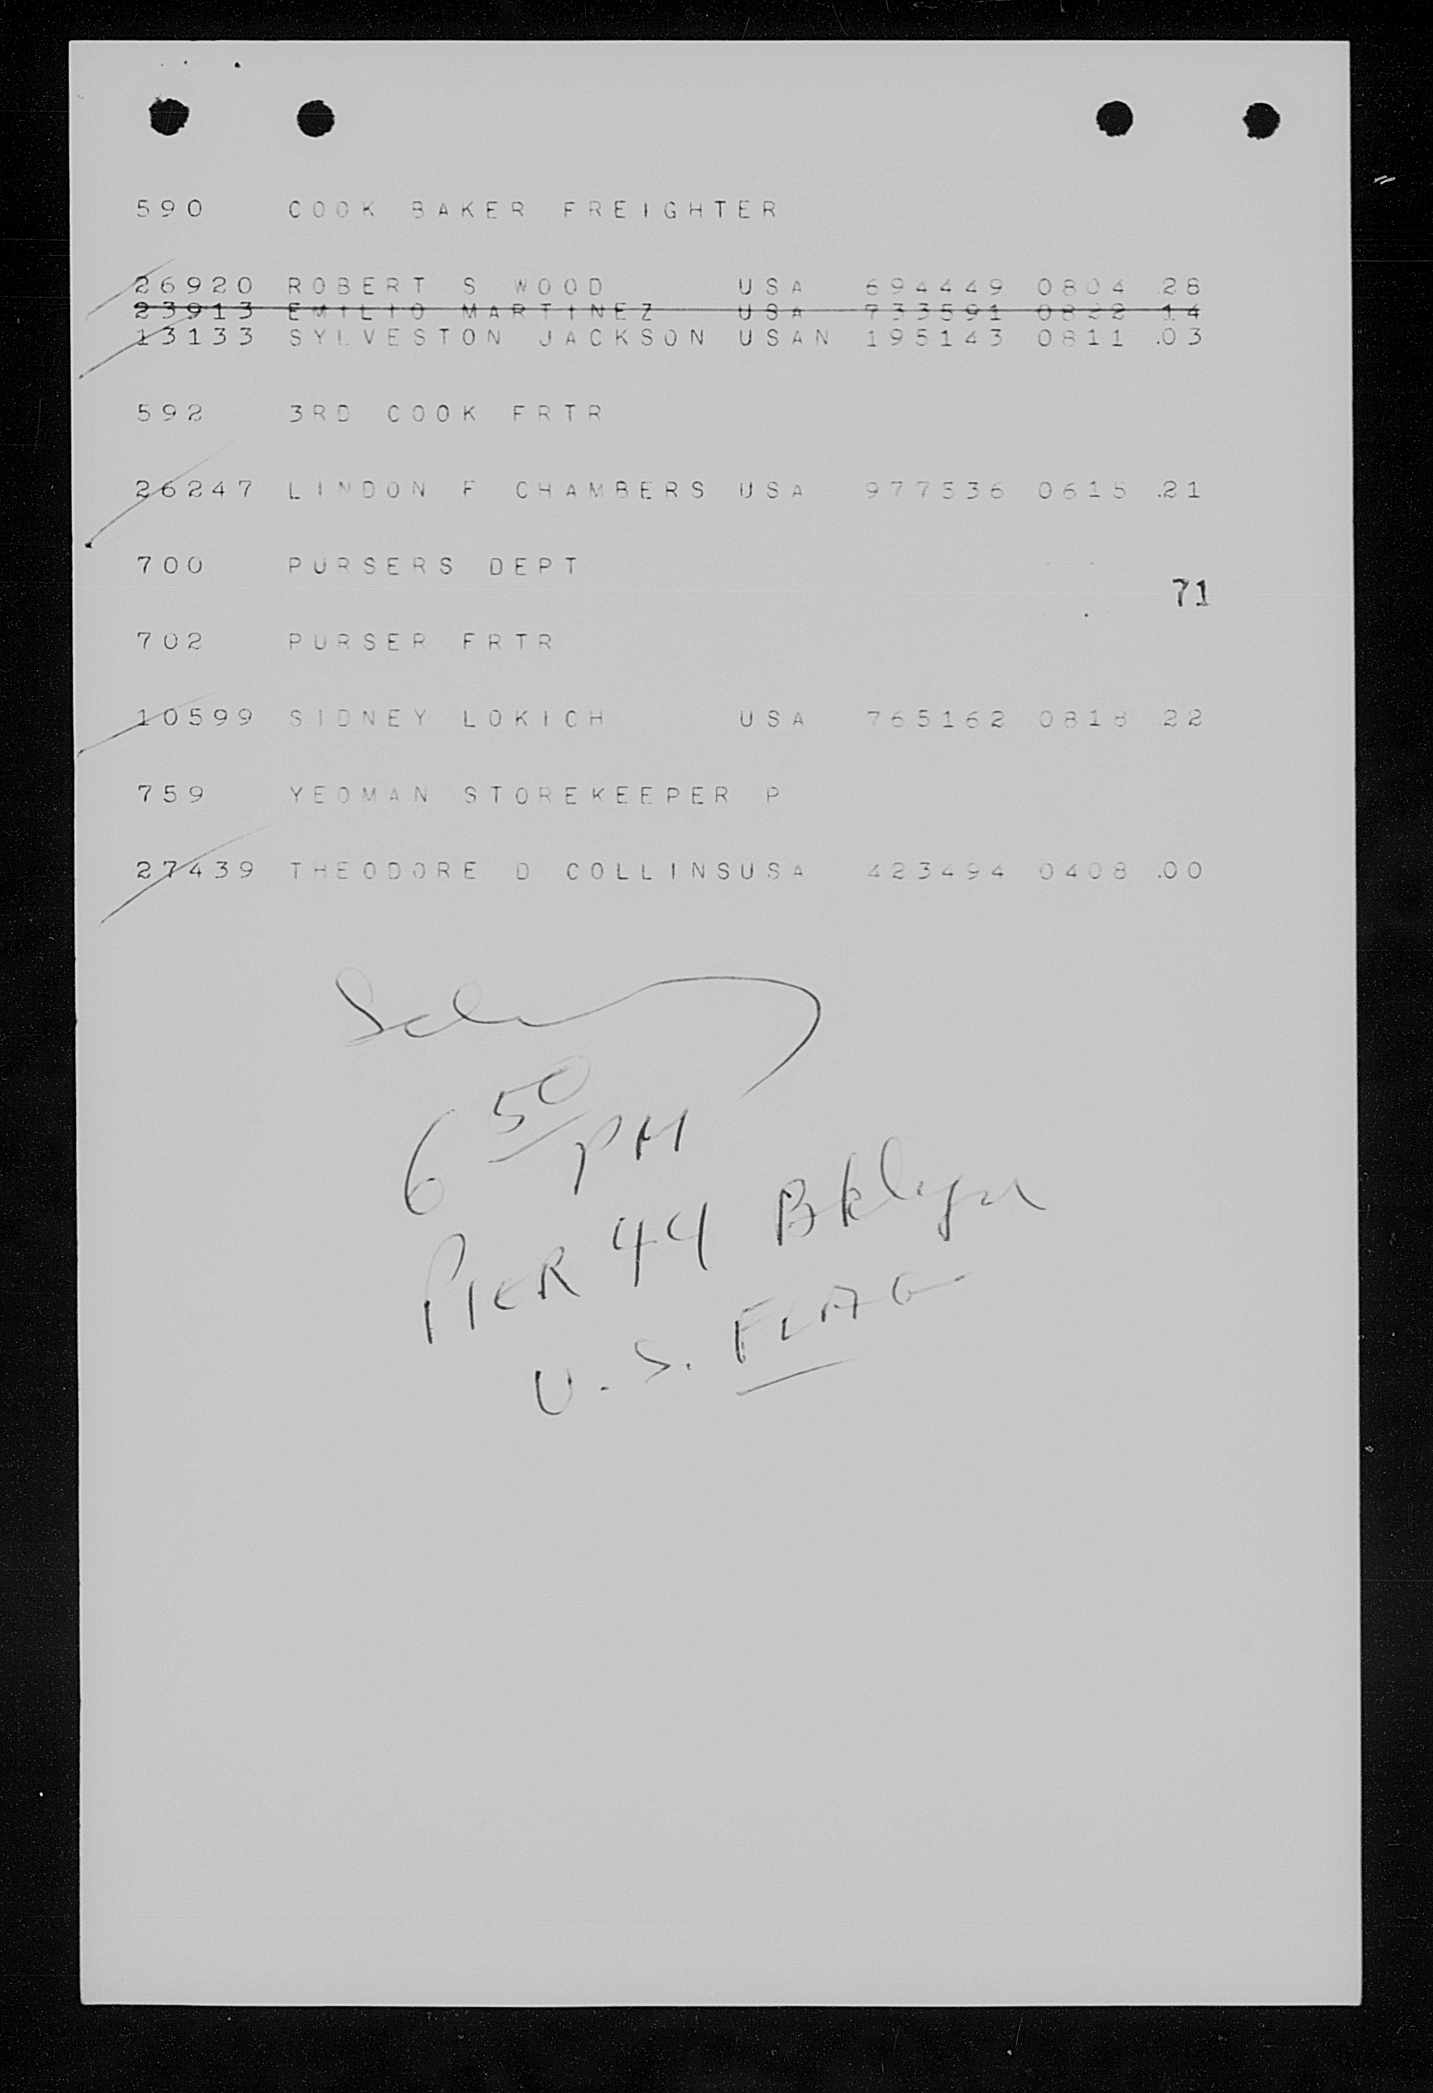 590 COOK BAKER FREIGHTER
26920 ROBERT S WOOD USA 694449 0804 28
23913 EMILIO MARTINEZ USA 733591 0822 14
13133 SYLVESTON JACKSON USAN 195143 0811 .03
592 3RD COOK FRTR
26247 LINDON F CHAMBERS USA 977536 0615 .21
700 PURSERS DEPT
71
702 PURSER FRTR
10599 SIDNEY LOKICH USA 765162 0818 22
759 YEOMAN STOREKEEPER P
27439 THEODORE D COLLINSUSA 423494 0408 .00
6 50 PM
PIER 44 Bklyn
U.S. FLAG